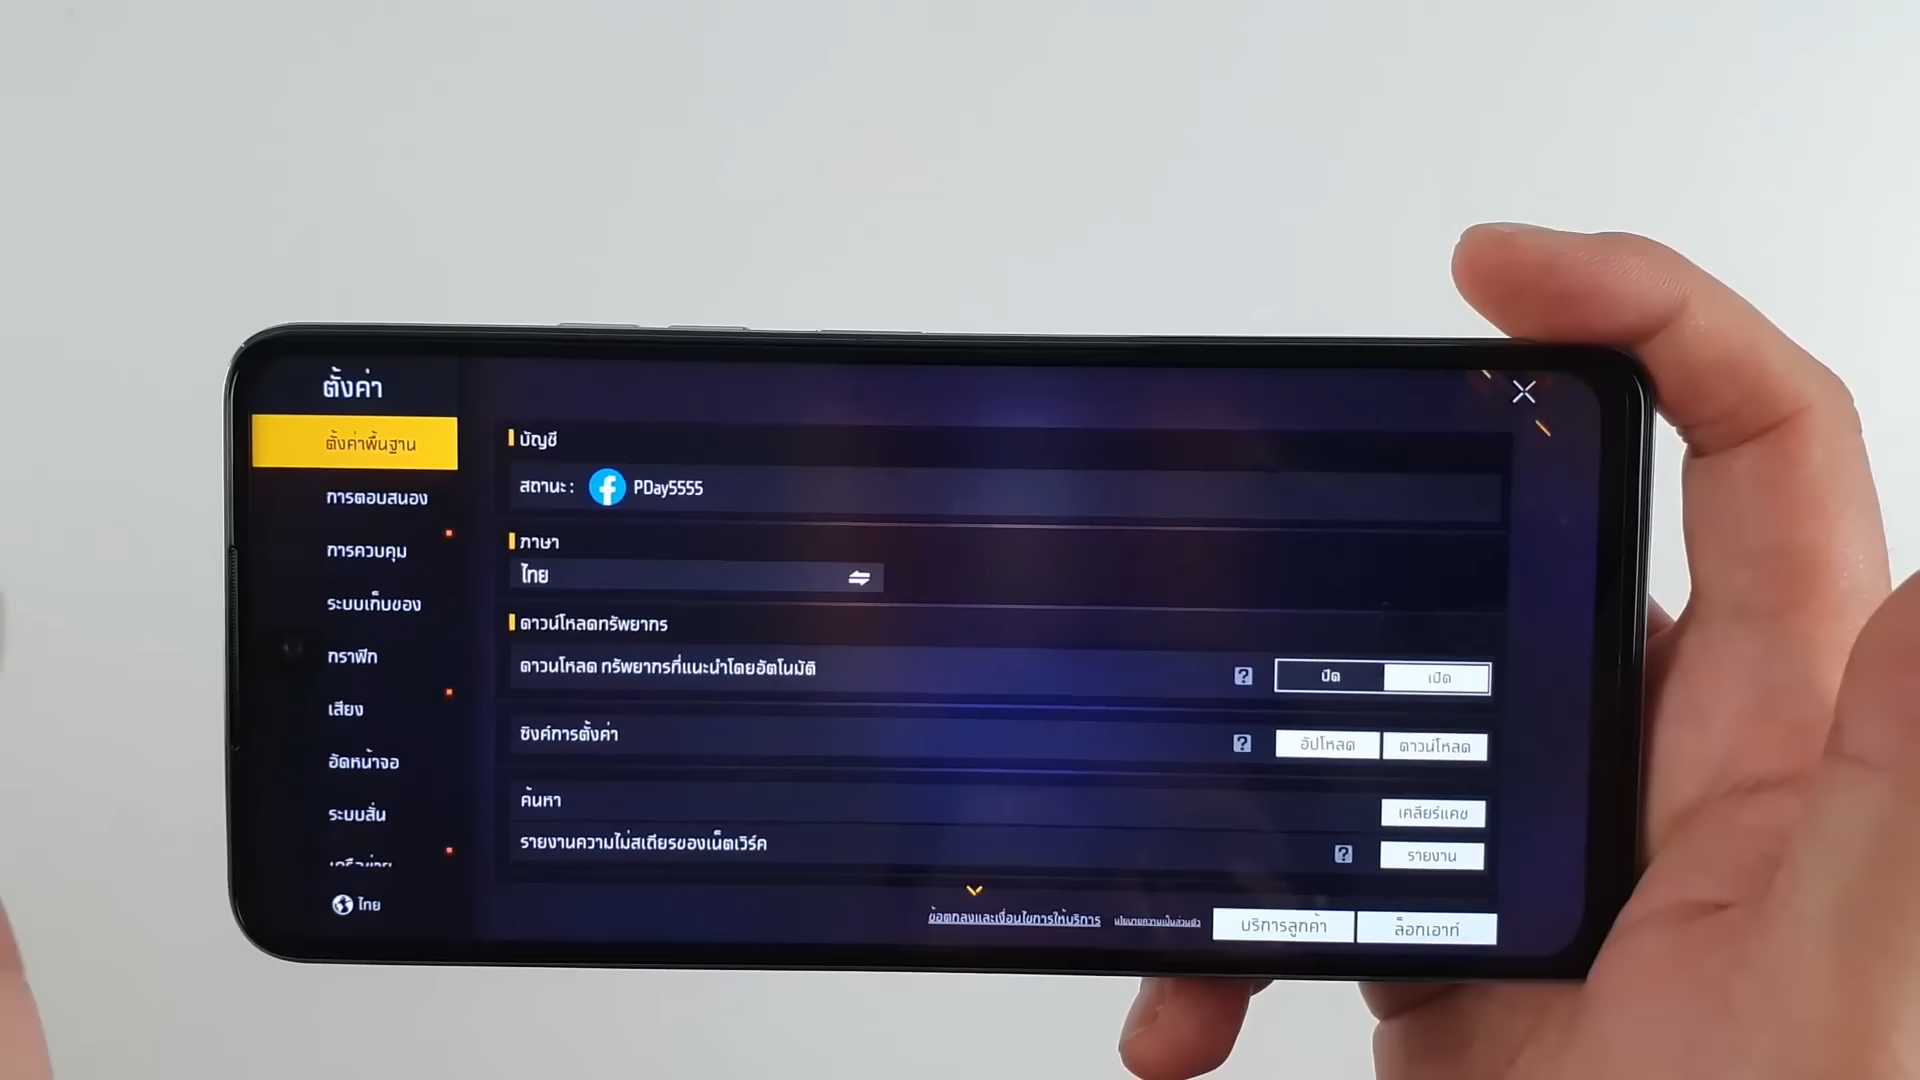 ตั้งค่า
ตั้งค่าพื้นฐาน
การตอบสนอง
การควบคุม
ระบบเก็บของ
กราฟิก
เสียง
อัดหน้าจอ
ระบบสั่น
ไทย
บัญชี
สถานะ : PDay5555
ภาษา
ไทย
ดาวน์โหลดทรัพยากร
ดาวนโหลด ทรัพยากรที่แนะนำโดยอัตโนมัติ ? ปิด เปิด
ซิงค์การตั้งค่า ? อัปโหลด ดาวน์โหลด
ค้นหา เคลียร์แคช
รายงานความไม่สเถียรของเน็ตเวิร์ค ? รายงาน
ข้อตกลงและเงื่อนไขการให้บริการ นโยบายความเป็นส่วนตัว บริการลูกค้า ล็อกเอาท์